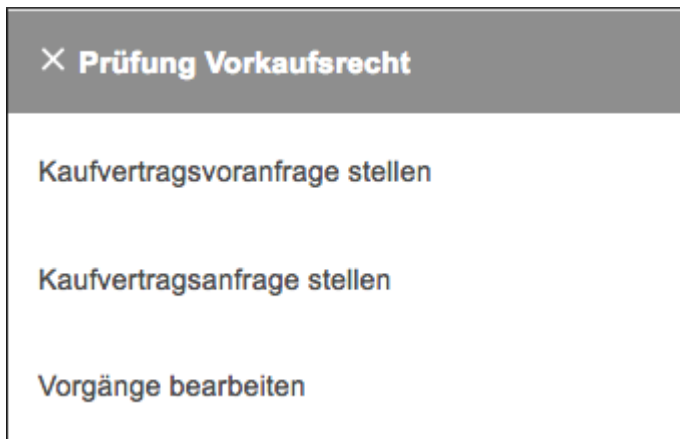 Prüfung Vorkaufsrecht
Kaufvertragsvoranfrage stellen
Kaufvertragsanfrage stellen
Vorgänge bearbeiten